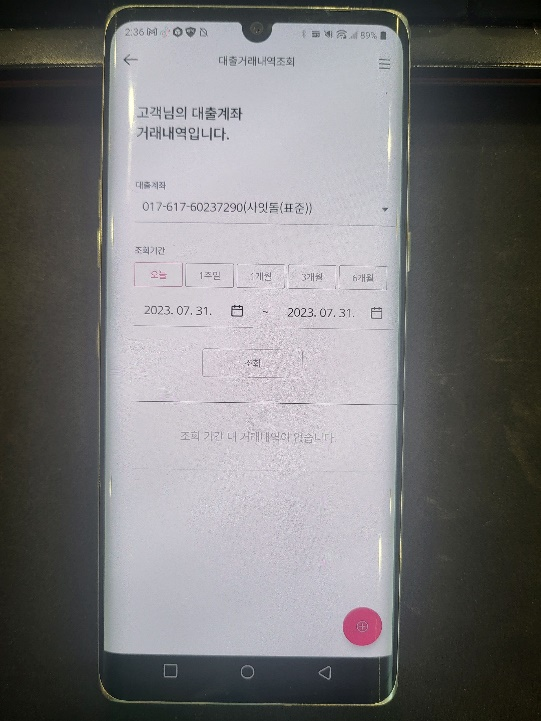 2:36
89%
대출거래내역조회
고객님의 대출계좌
거래내역입니다.
대출계좌
017-617-60237290(사잇돌(표준))
조회기간
오늘 1주일 1개월 3개월 6개월
2023. 07. 31. ~ 2023. 07. 31.
조회
조회 기간 내 거래내역이 없습니다.